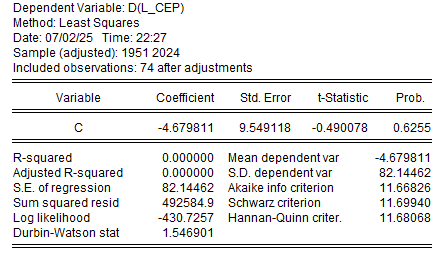 Dependent Variable: D(L_CEP)
Method: Least Squares
Date: 07/02/25 Time: 22:27
Sample (adjusted): 1951 2024
Included observations: 74 after adjustments
Variable Coefficient Std. Error t-Statistic Prob.
C -4.679811 9.549118 -0.490078 0.6255
R-squared 0.000000 Mean dependent var -4.679811
Adjusted R-squared 0.000000 S.D. dependent var 82.14462
S.E. of regression 82.14462 Akaike info criterion 11.66826
Sum squared resid 492584.9 Schwarz criterion 11.69940
Log likelihood -430.7257 Hannan-Quinn criter. 11.68068
Durbin-Watson stat 1.546901